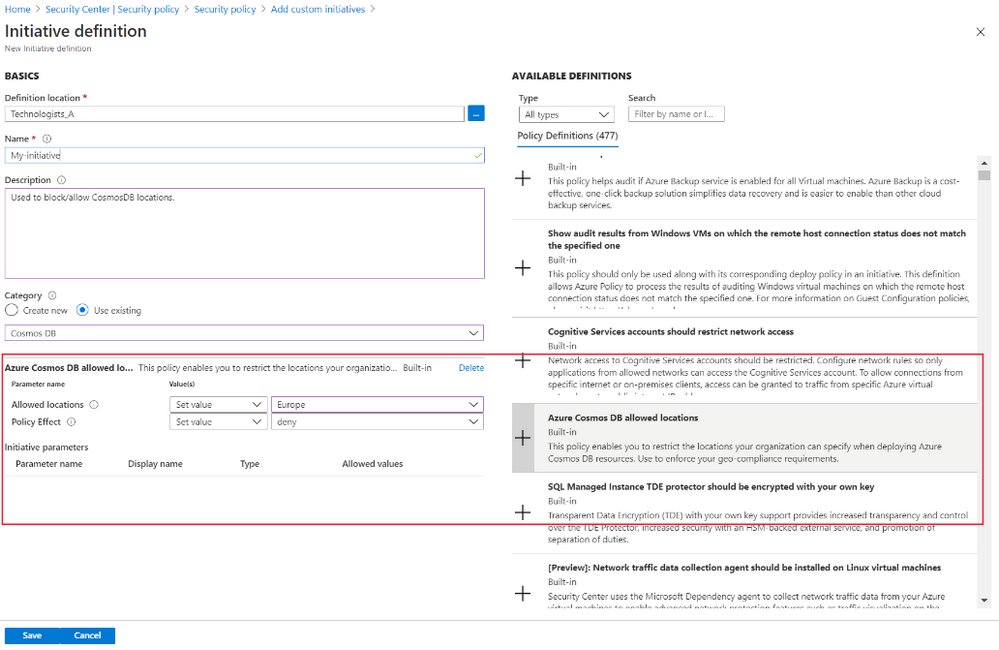 Home > Security Center | Security policy > Security policy > Add custom initiatives >
Initiative definition
New Initiative definition
BASICS
Definition location *
Technologists_A
...
Name *
My-initiative
Description
Used to block/allow CosmosDB locations.
Category
Create new
Use existing
Cosmos DB
Azure Cosmos DB allowed lo... This policy enables you to restrict the locations your organizatio... Built-in Delete
Parameter name Value(s)
Allowed locations Set value Europe
Policy Effect Set value deny
Initiative parameters
Parameter name Display name Type Allowed values
Save Cancel
AVAILABLE DEFINITIONS
Type Search
All types Filter by name or I...
Policy Definitions (477)
Built-in
This policy helps audit if Azure Backup service is enabled for all Virtual machines. Azure Backup is a cost-
effective, one-click backup solution simplifies data recovery and is easier to enable than other cloud
backup services.
Show audit results from Windows VMs on which the remote host connection status does not match
the specified one
Built-in
This policy should only be used along with its corresponding deploy policy in an initiative. This definition
allows Azure Policy to process the results of auditing Windows virtual machines on which the remote host
connection status does not match the specified one. For more information on Guest Configuration policies,
Cognitive Services accounts should restrict network access
Built-in
Network access to Cognitive Services accounts should be restricted. Configure network rules so only
applications from allowed networks can access the Cognitive Services account. To allow connections from
specific internet or on-premises clients, access can be granted to traffic from specific Azure virtual
Azure Cosmos DB allowed locations
Built-in
This policy enables you to restrict the locations your organization can specify when deploying Azure
Cosmos DB resources. Use to enforce your geo-compliance requirements.
SQL Managed Instance TDE protector should be encrypted with your own key
Built-in
Transparent Data Encryption (TDE) with your own key support provides increased transparency and control
over the TDE Protector, increased security with an HSM-backed external service, and promotion of
separation of duties.
[Preview]: Network traffic data collection agent should be installed on Linux virtual machines
Built-in
Security Center uses the Microsoft Dependency agent to collect network traffic data from your Azure
virtual machines to enable advanced network protection features such as traffic visualization on the